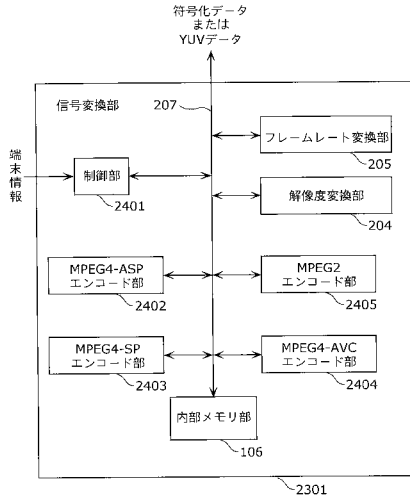 符号化データ
または
YUVデータ
信号変換部
207
フレームレート変換部
205
端末情報
制御部
2401
解像度変換部
204
MPEG4-ASP
エンコード部
2402
MPEG2
エンコード部
2405
MPEG4-SP
エンコード部
2403
MPEG4-AVC
エンコード部
2404
内部メモリ部
106
2301